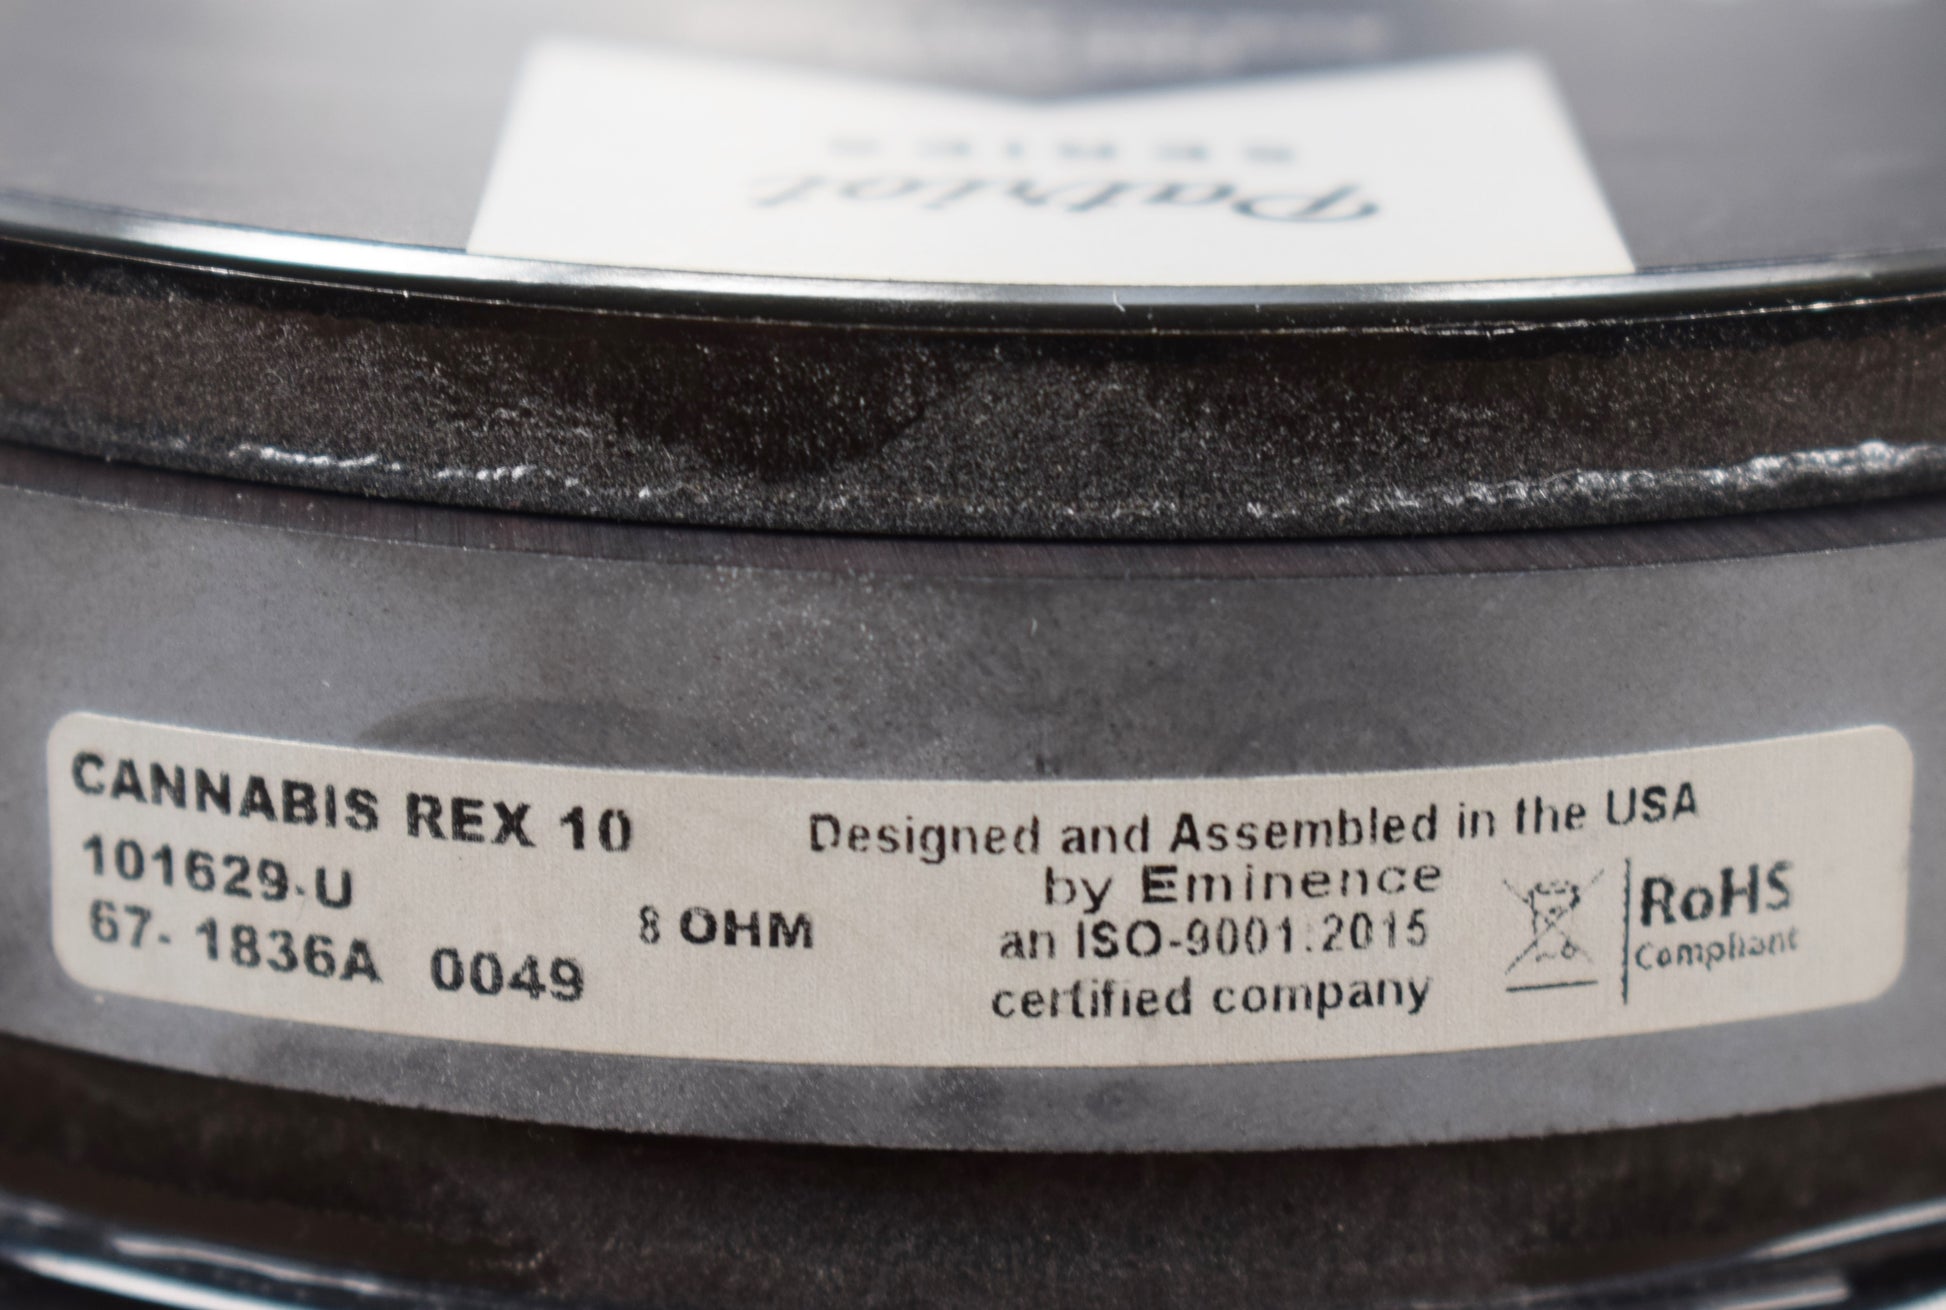 Patriot
SERIES
CANNABIS REX 10
101629-U
67-1836A 0049
8 OHM
Designed and Assembled in the USA
by Eminence
an ISO-9001:2015
certified company
RoHS
Compliant